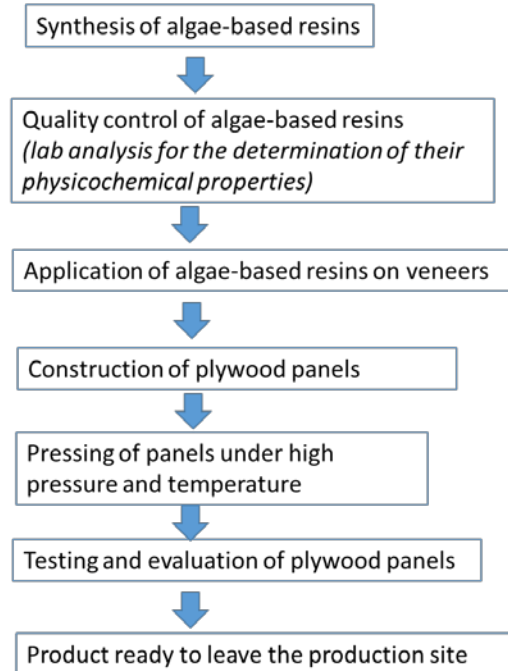 Synthesis of algae-based resins
Quality control of algae-based resins
(lab analysis for the determination of their
physicochemical properties)
Application of algae-based resins on veneers
Construction of plywood panels
Pressing of panels under high
pressure and temperature
Testing and evaluation of plywood panels
Product ready to leave the production site